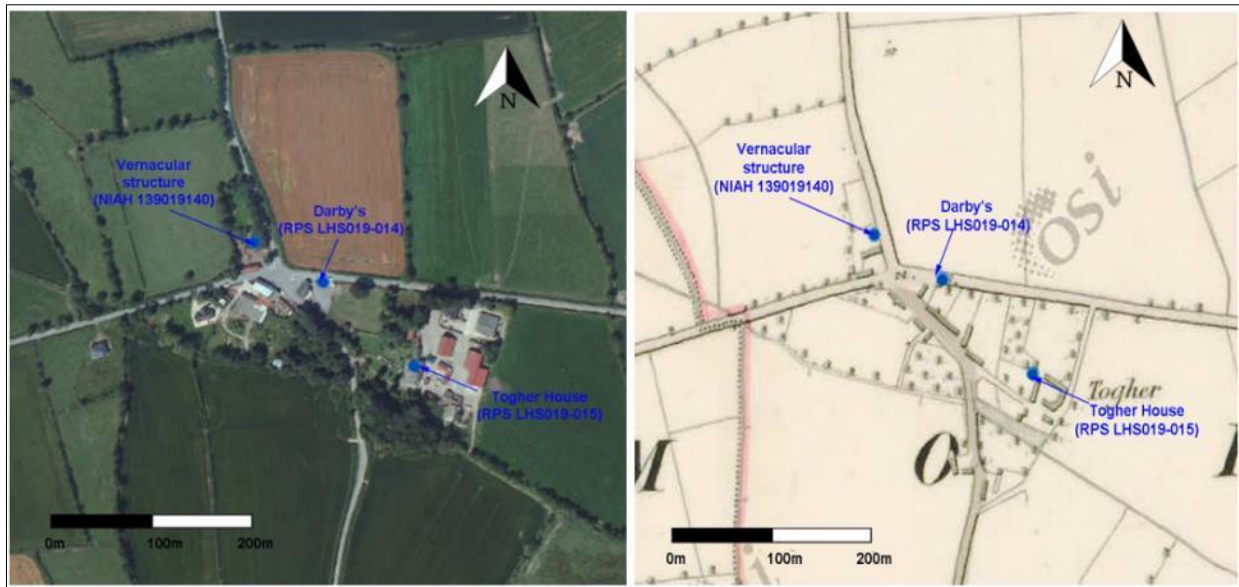 N
Vernacular
structure
(NIAH 139019140)
Darby's
(RPS LHS019-014)
Togher House
(RPS LHS019-015)
0m 100m 200m
N
Vernacular
structure
(NIAH 139019140)
Darby's
(RPS LHS019-014)
osi
Togher
Togher House
(RPS LHS019-015)
M O
0m 100m 200m